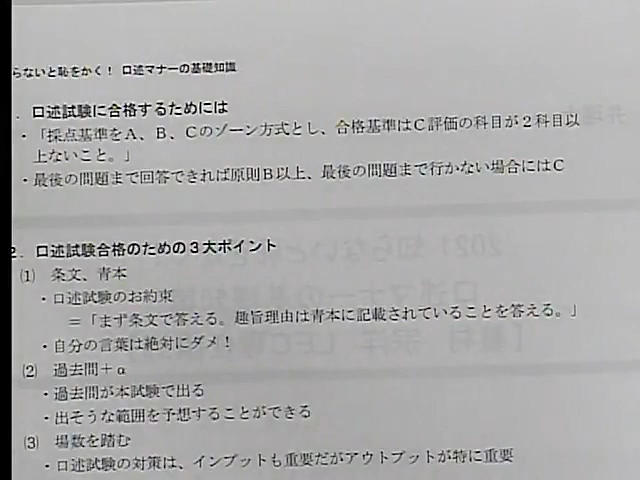 らないと恥をかく！ 口述マナーの基礎知識
．口述試験に合格するためには
・「採点基準をＡ、Ｂ、Ｃのゾーン方式とし、合格基準はＣ評価の科目が２科目以
上ないこと。」
・最後の問題まで回答できれば原則Ｂ以上、最後の問題まで行かない場合にはＣ
2．口述試験合格のための３大ポイント
(1) 条文、青本
・口述試験のお約束
＝「まず条文で答える。趣旨理由は青本に記載されていることを答える。」
・自分の言葉は絶対にダメ！
(2) 過去問＋α
・過去問が本試験で出る
・出そうな範囲を予想することができる
(3) 場数を踏む
・口述試験の対策は、インプットも重要だがアウトプットが特に重要